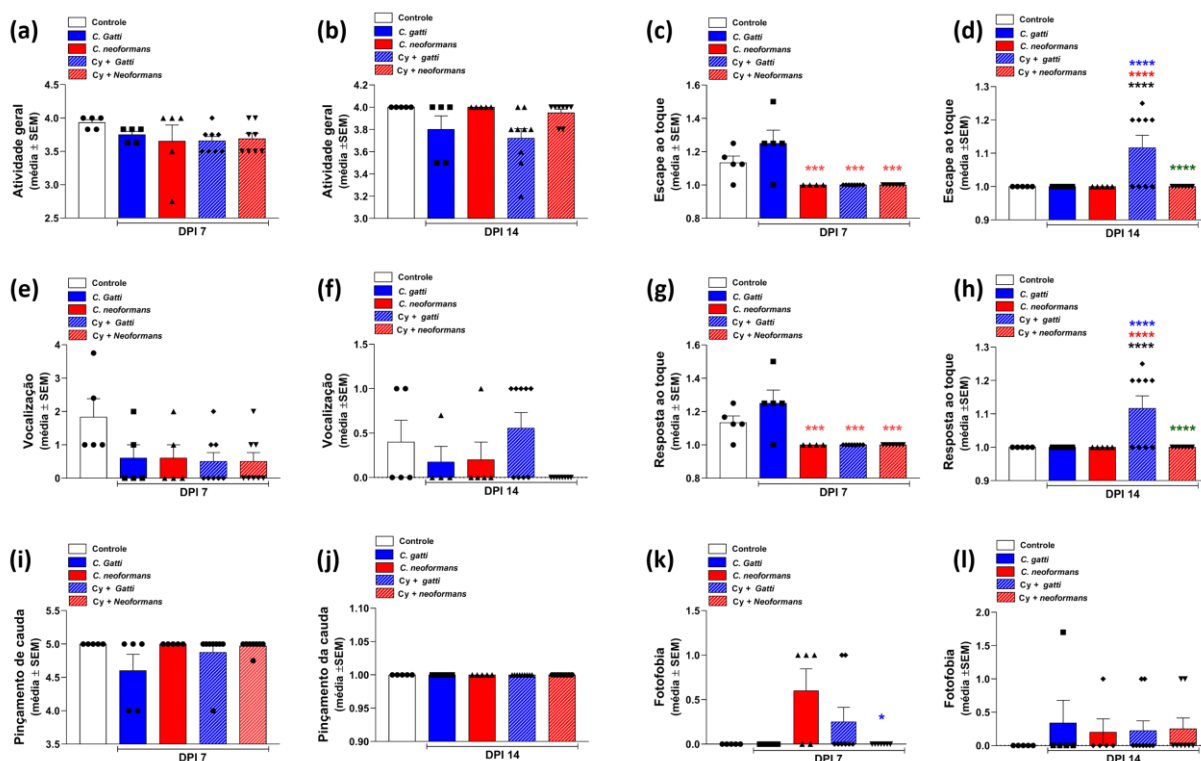 (a)
Controle
C. Gatti
C. neoformans
Cy + Gatti
Cy + Neoformans
Atividade geral
(média ± SEM)
4.5
4.0
3.5
3.0
2.5
DPI 7
(b)
Controle
C. gatti
C. neoformans
Cy + gatti
Cy + neoformans
Atividade geral
(média ±SEM)
4.2
4.0
3.8
3.6
3.4
3.2
3.0
DPI 14
(c)
Controle
C. Gatti
C. neoformans
Cy + Gatti
Cy + Neoformans
Escape ao toque
(média ± SEM)
1.6
1.4
1.2
1.0
0.8
***
***
***
DPI 7
(d)
Controle
C. gatti
C. neoformans
Cy + gatti
Cy + neoformans
Escape ao toque
(média ±SEM)
1.3
1.2
1.1
1.0
0.9
****
****
****
****
DPI 14
(e)
Controle
C. Gatti
C. neoformans
Cy + Gatti
Cy + Neoformans
Vocalização
(média ± SEM)
4
3
2
1
0
DPI 7
(f)
Controle
C. gatti
C. neoformans
Cy + gatti
Cy + neoformans
Vocalização
(média ±SEM)
1.5
1.0
0.5
0.0
DPI 14
(g)
Controle
C. Gatti
C. neoformans
Cy + Gatti
Cy + Neoformans
Resposta ao toque
(média ± SEM)
1.6
1.4
1.2
1.0
0.8
***
***
***
DPI 7
(h)
Controle
C. gatti
C. neoformans
Cy + gatti
Cy + neoformans
Resposta ao toque
(média ±SEM)
1.3
1.2
1.1
1.0
0.9
****
****
****
****
DPI 14
(i)
Controle
C. Gatti
C. neoformans
Cy + Gatti
Cy + Neoformans
Pinçamento de cauda
(média ± SEM)
5.5
5.0
4.5
4.0
3.5
DPI 7
(j)
Controle
C. gatti
C. neoformans
Cy + gatti
Cy + neoformans
Pinçamento da cauda
(média ±SEM)
1.10
1.05
1.00
0.95
0.90
DPI 14
(k)
Controle
C. Gatti
C. neoformans
Cy + Gatti
Cy + Neoformans
Fotofobia
(média ± SEM)
1.5
1.0
0.5
0.0
*
DPI 7
(l)
Controle
C. gatti
C. neoformans
Cy + gatti
Cy + neoformans
Fotofobia
(média ±SEM)
2.0
1.5
1.0
0.5
0.0
DPI 14